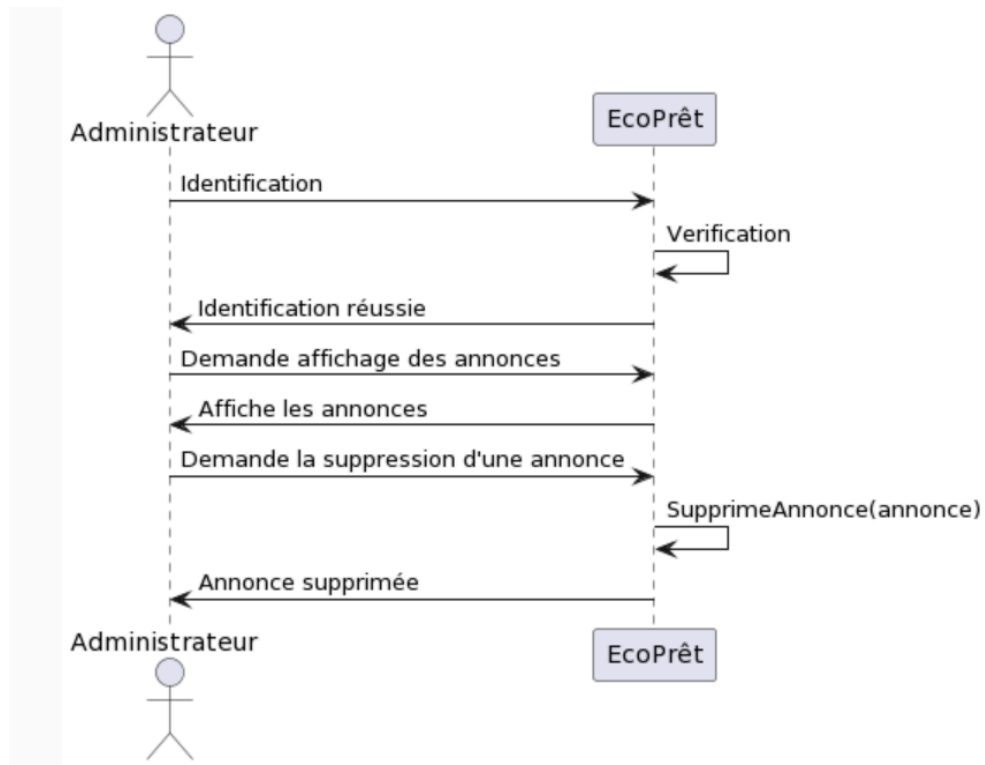 Administrateur
EcoPrêt
Identification
Verification
Identification réussie
Demande affichage des annonces
Affiche les annonces
Demande la suppression d'une annonce
SupprimeAnnonce(annonce)
Annonce supprimée
Administrateur
EcoPrêt